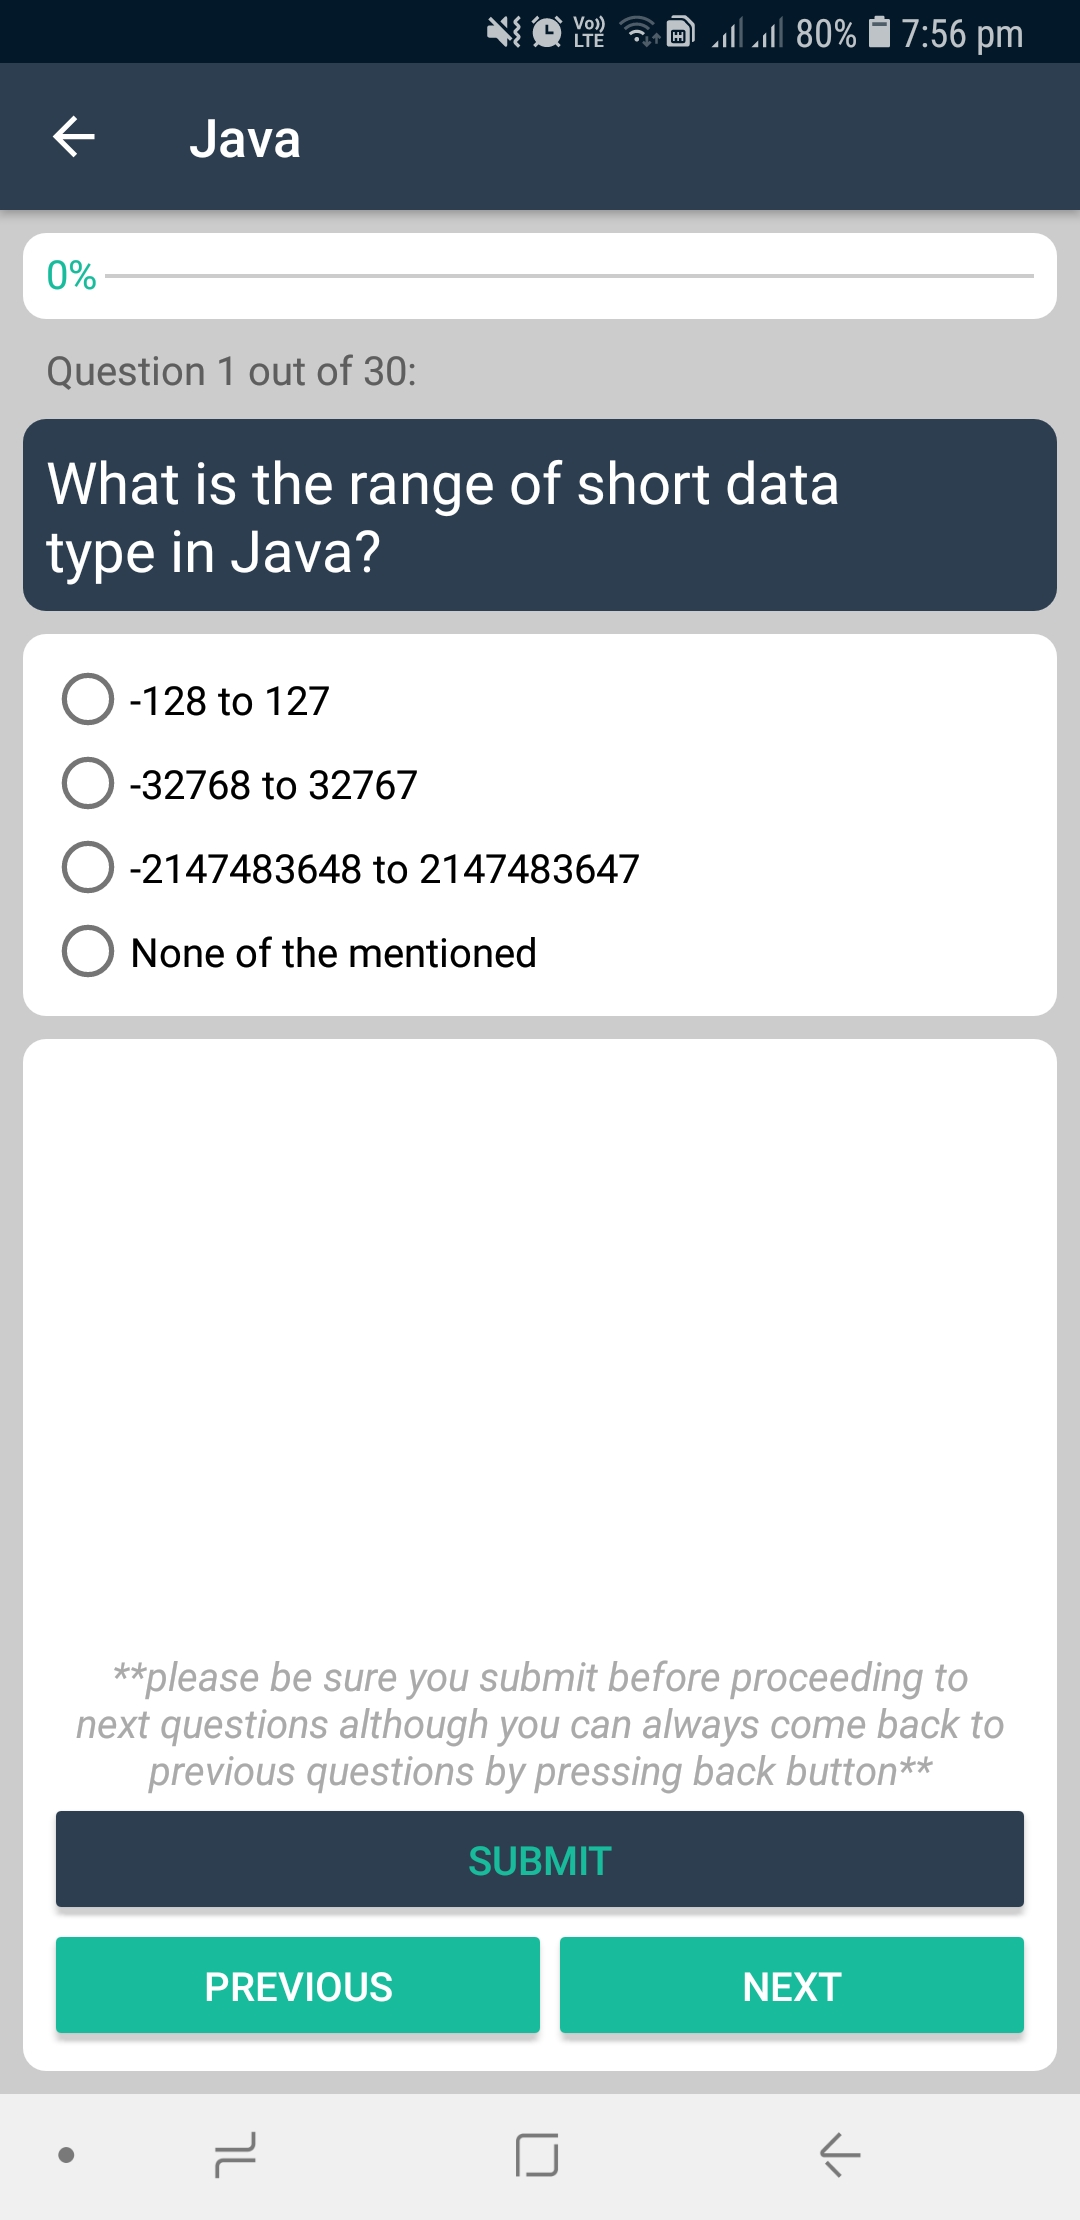 Vo)) LTE 80% 7:56 pm
Java
0%
Question 1 out of 30:
What is the range of short data
type in Java?
-128 to 127
-32768 to 32767
-2147483648 to 2147483647
None of the mentioned
**please be sure you submit before proceeding to
next questions although you can always come back to
previous questions by pressing back button**
SUBMIT
PREVIOUS NEXT